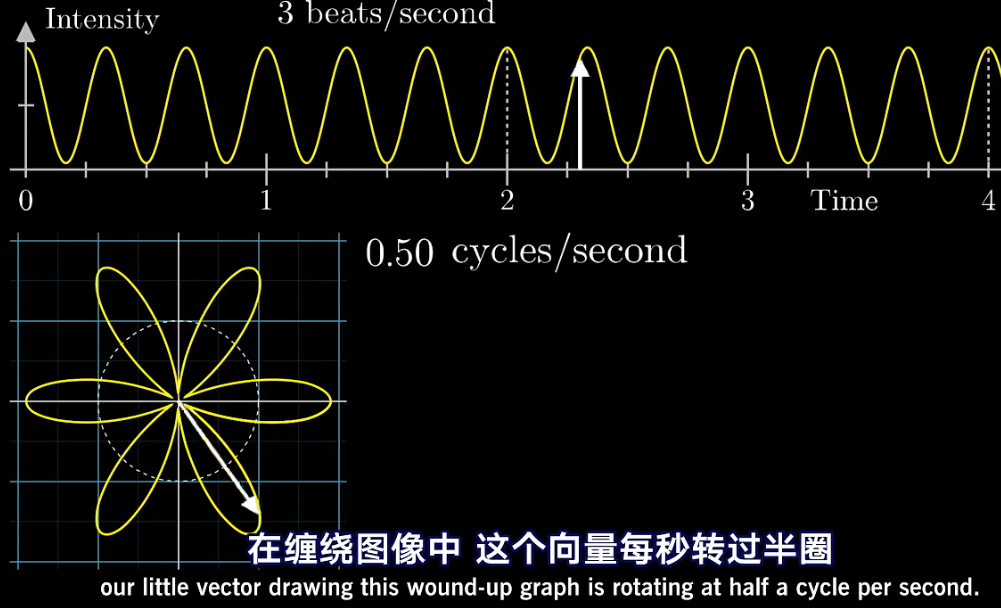 Intensity
3 beats/second
0 1 2 3 Time 4
0.50 cycles/second
在缠绕图像中 这个向量每秒转过半圈
our little vector drawing this wound-up graph is rotating at half a cycle per second.